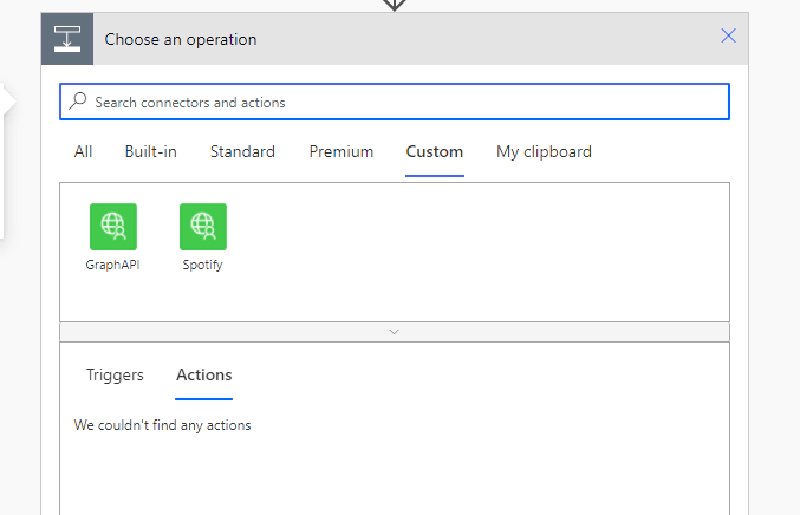 Choose an operation
Search connectors and actions
All Built-in Standard Premium Custom My clipboard
GraphAPI Spotify
Triggers Actions
We couldn't find any actions